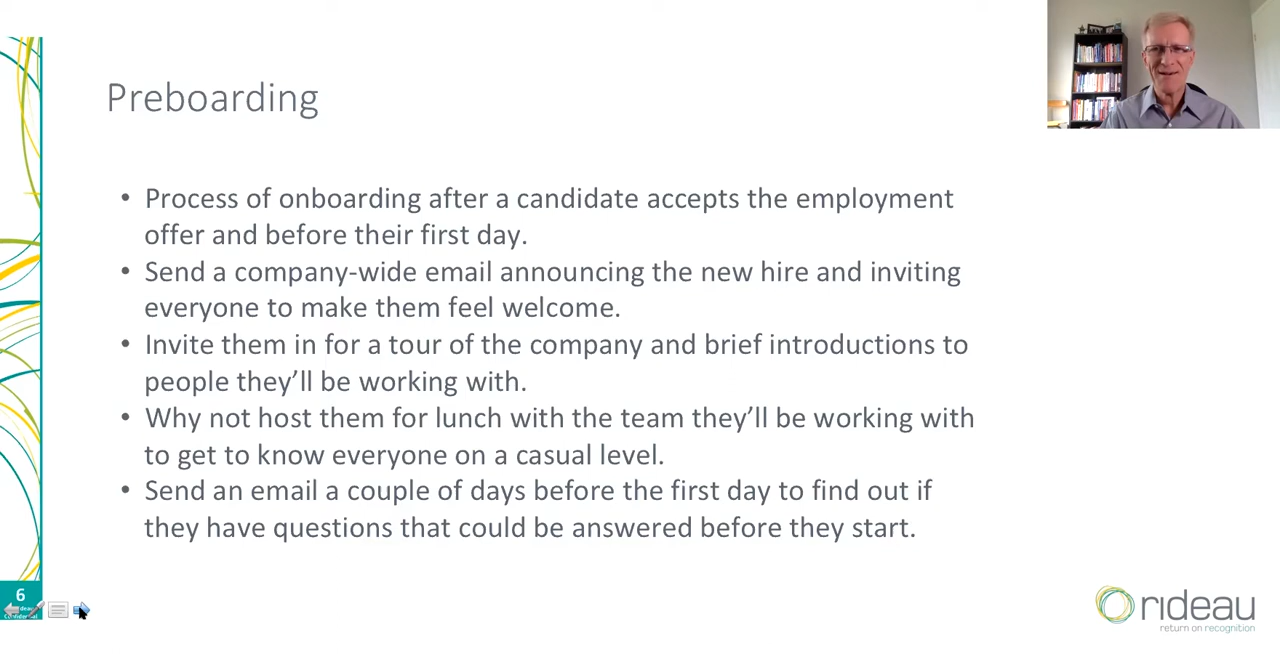 Preboarding
• Process of onboarding after a candidate accepts the employment
offer and before their first day.
• Send a company-wide email announcing the new hire and inviting
everyone to make them feel welcome.
• Invite them in for a tour of the company and brief introductions to
people they’ll be working with.
• Why not host them for lunch with the team they’ll be working with
to get to know everyone on a casual level.
• Send an email a couple of days before the first day to find out if
they have questions that could be answered before they start.
6
Confidential
rideau
return on recognition